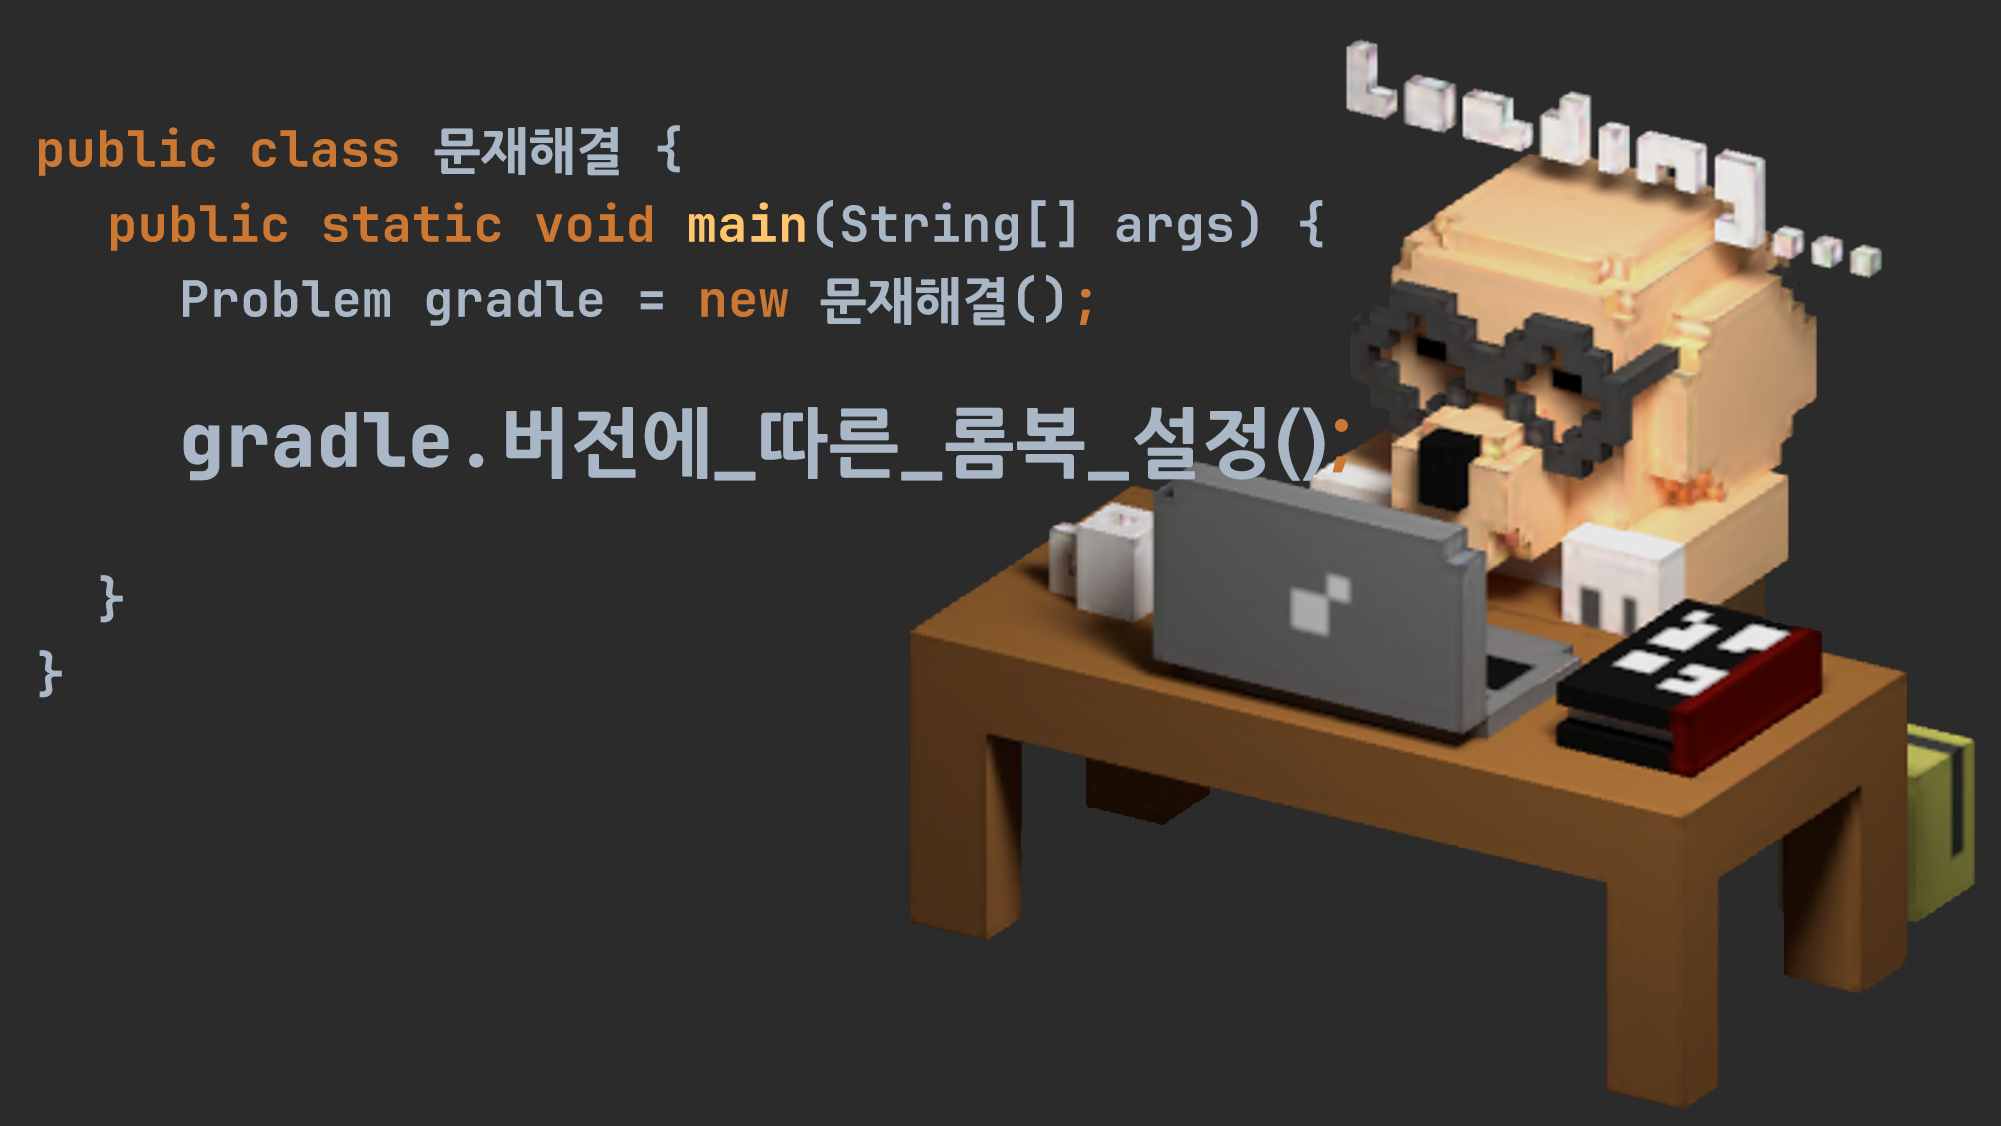 Loading...
public class 문재해결 {
public static void main(String[] args) {
Problem gradle = new 문재해결();
gradle.버전에_따른_롬복_설정();
}
}